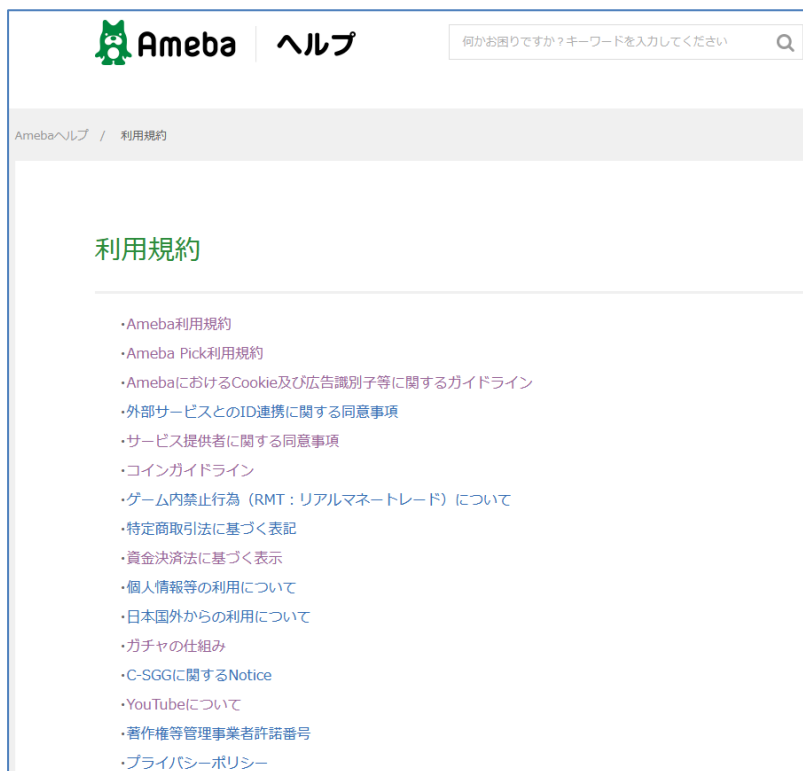 Ameba ヘルプ 何かお困りですか？キーワードを入力してください
Amebaヘルプ / 利用規約
利用規約
・Ameba利用規約
・Ameba Pick利用規約
・AmebaにおけるCookie及び広告識別子等に関するガイドライン
・外部サービスとのID連携に関する同意事項
・サービス提供者に関する同意事項
・コインガイドライン
・ゲーム内禁止行為（RMT：リアルマネートレード）について
・特定商取引法に基づく表記
・資金決済法に基づく表示
・個人情報等の利用について
・日本国外からの利用について
・ガチャの仕組み
・C-SGGに関するNotice
・YouTubeについて
・著作権等管理事業者許諾番号
・プライバシーポリシー